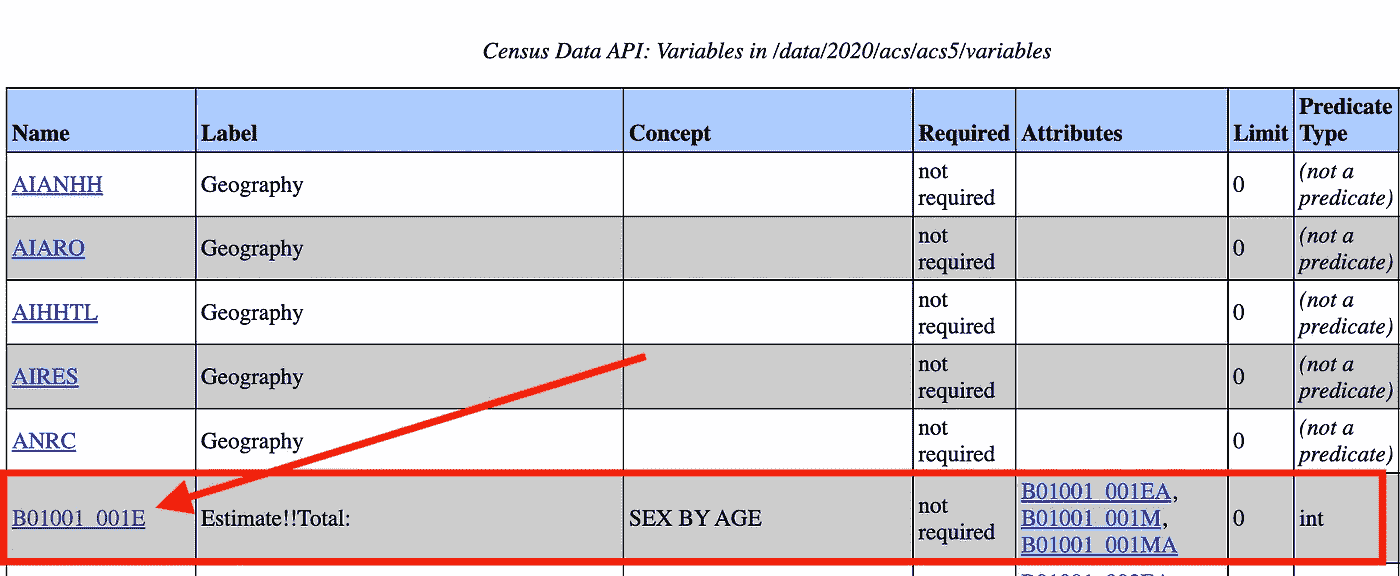 Census Data API: Variables in /data/2020/acs/acs5/variables
Name Label Concept Required Attributes Limit Predicate Type
AIANHH Geography not required 0 (not a predicate)
AIARO Geography not required 0 (not a predicate)
AIHHTL Geography not required 0 (not a predicate)
AIRES Geography not required 0 (not a predicate)
ANRC Geography not required 0 (not a predicate)
B01001_001E Estimate!!Total: SEX BY AGE not required B01001_001EA, B01001_001M, B01001_001MA 0 int